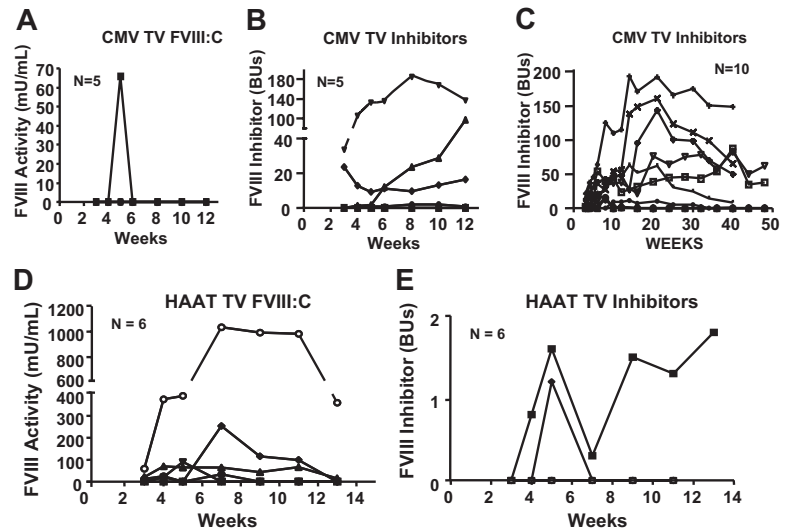 A
CMV TV FVIII:C
FVIII Activity (mU/mL)
70
60
50
40
30
20
10
0
N=5
0 2 4 6 8 10 12
Weeks
B
CMV TV Inhibitors
FVIII Inhibitor (BUs)
180
140
100
40
20
0
N=5
0 2 4 6 8 10 12
Weeks
C
CMV TV Inhibitors
FVIII Inhibitor (BUs)
200
150
100
50
0
N=10
0 10 20 30 40 50
WEEKS
D
HAAT TV FVIII:C
FVIII Activity (mU/mL)
1200
1000
800
600
400
300
200
100
0
N = 6
0 2 4 6 8 10 12 14
Weeks
E
HAAT TV Inhibitors
FVIII Inhibitor (BUs)
2
1
0
N = 6
0 2 4 6 8 10 12 14
Weeks